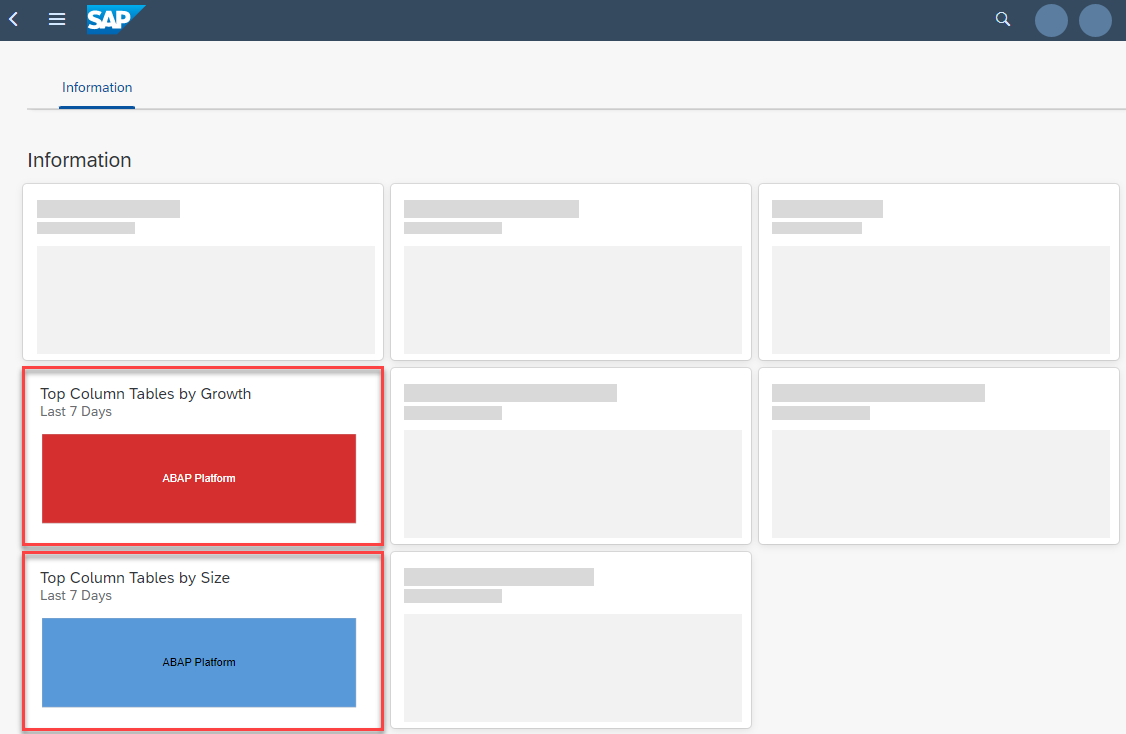 SAP
Information
Information
Top Column Tables by Growth
Last 7 Days
ABAP Platform
Top Column Tables by Size
Last 7 Days
ABAP Platform